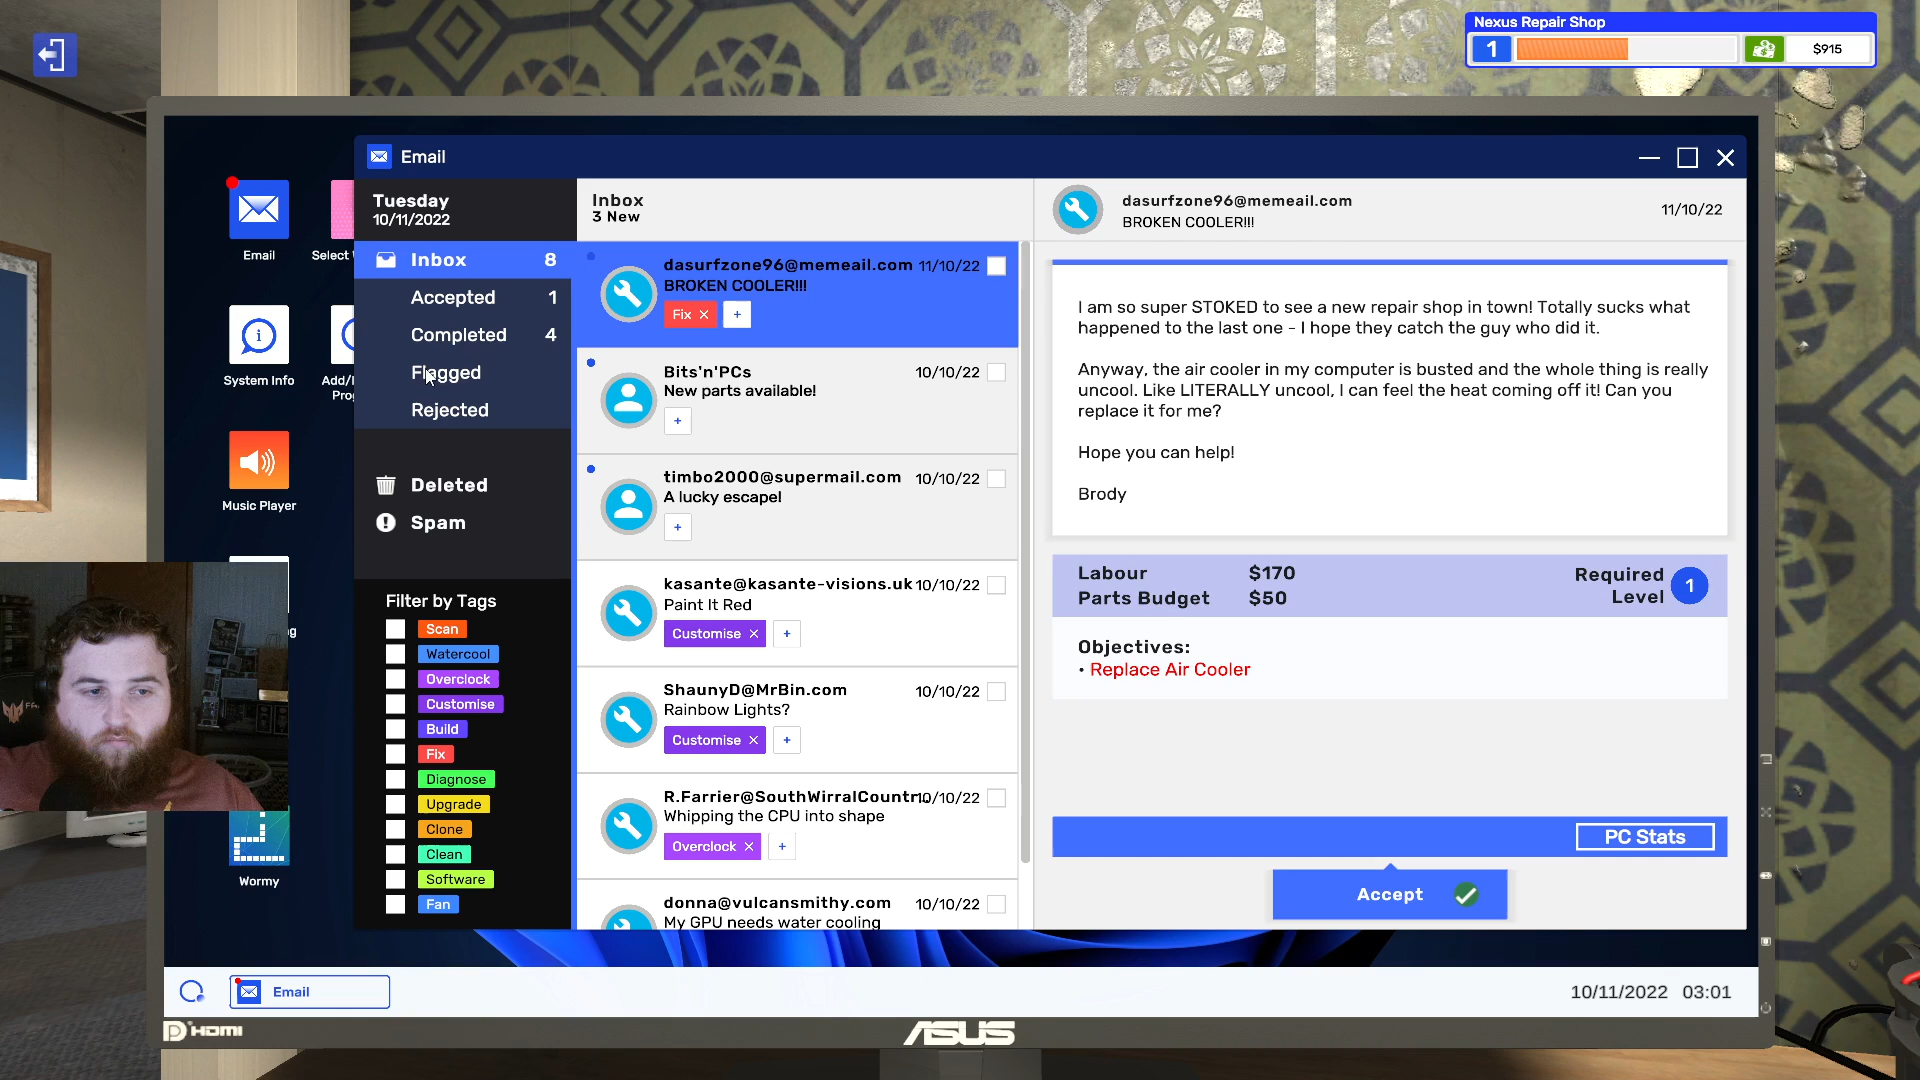 Nexus Repair Shop
1
$915
Email
Tuesday
10/11/2022
Inbox
3 New
dasurfzone96@memeail.com
BROKEN COOLER!!!
11/10/22
Email
Select
System Info
Add/
Pro
Music Player
Wormy
Inbox 8
Accepted 1
Completed 4
Flagged
Rejected
Deleted
Spam
Filter by Tags
Scan
Watercool
Overclock
Customise
Build
Fix
Diagnose
Upgrade
Clone
Clean
Software
Fan
dasurfzone96@memeail.com 11/10/22
BROKEN COOLER!!!
Fix × +
Bits'n'PCs 10/10/22
New parts available!
+
timbo2000@supermail.com 10/10/22
A lucky escape!
+
kasante@kasante-visions.uk 10/10/22
Paint It Red
Customise × +
ShaunyD@MrBin.com 10/10/22
Rainbow Lights?
Customise × +
R.Farrier@SouthWirralCountr... 10/10/22
Whipping the CPU into shape
Overclock × +
donna@vulcansmithy.com 10/10/22
My GPU needs water cooling
I am so super STOKED to see a new repair shop in town! Totally sucks what
happened to the last one - I hope they catch the guy who did it.
Anyway, the air cooler in my computer is busted and the whole thing is really
uncool. Like LITERALLY uncool, I can feel the heat coming off it! Can you
replace it for me?
Hope you can help!
Brody
Labour $170
Parts Budget $50
Required
Level 1
Objectives:
• Replace Air Cooler
PC Stats
Accept
Email
10/11/2022 03:01
HDMI
ASUS